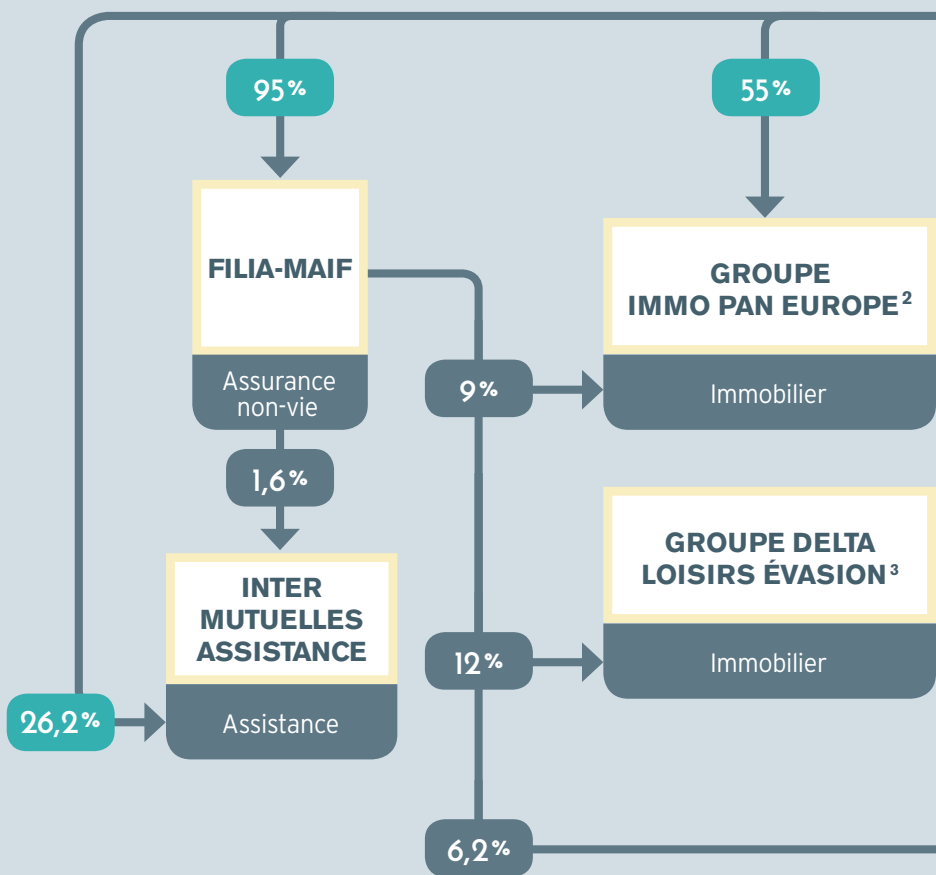 95%
55%
FILIA-MAIF
Assurance
non-vie
GROUPE
IMMO PAN EUROPE²
Immobilier
9%
1,6%
GROUPE DELTA
LOISIRS ÉVASION³
Immobilier
INTER
MUTUELLES
ASSISTANCE
Assistance
12%
26,2%
6,2%